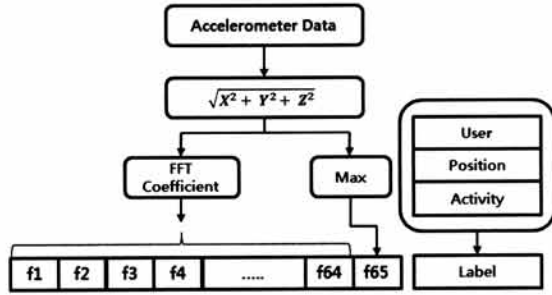 Accelerometer Data
√X² + Y² + Z²
FFT
Coefficient
Max
User
Position
Activity
f1 f2 f3 f4 ..... f64 f65
Label